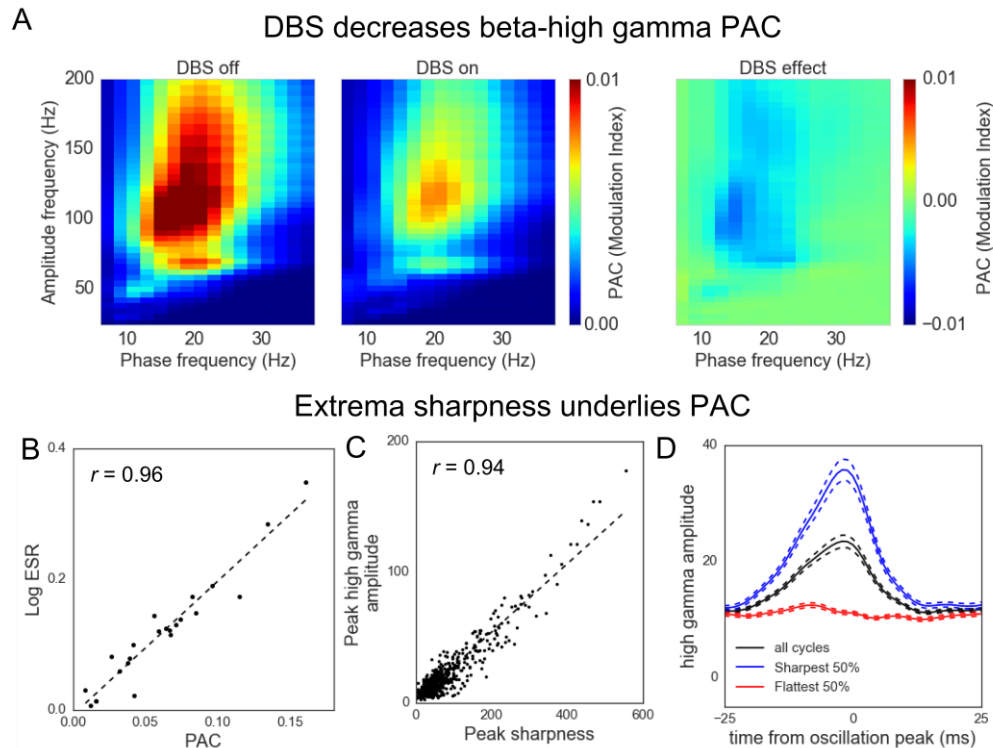 A
DBS decreases beta-high gamma PAC
DBS off
DBS on
DBS effect
200
150
100
50
Amplitude frequency (Hz)
10
20
30
Phase frequency (Hz)
10
20
30
Phase frequency (Hz)
0.01
0.00
PAC (Modulation Index)
10
20
30
Phase frequency (Hz)
0.01
0.00
−0.01
PAC (Modulation Index)
Extrema sharpness underlies PAC
B
r = 0.96
0.4
0.2
0.0
Log ESR
0.00
0.05
0.10
0.15
PAC
C
r = 0.94
200
100
0
Peak high gamma
amplitude
0
200
400
600
Peak sharpness
D
40
20
0
high gamma amplitude
all cycles
Sharpest 50%
Flattest 50%
−25
0
25
time from oscillation peak (ms)